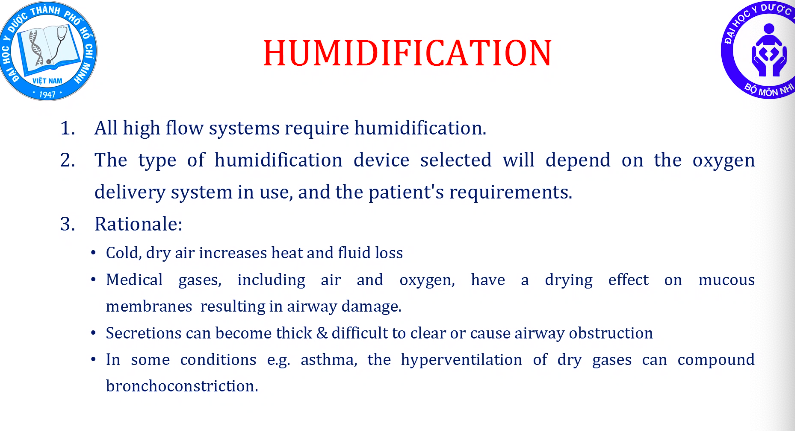 ĐẠI HỌC Y DƯỢC THÀNH PHỐ HỒ CHÍ MINH
VIỆT NAM
1947
ĐẠI HỌC Y DƯỢC
BỘ MÔN NHI
HUMIDIFICATION
1. All high flow systems require humidification.
2. The type of humidification device selected will depend on the oxygen
delivery system in use, and the patient's requirements.
3. Rationale:
• Cold, dry air increases heat and fluid loss
• Medical gases, including air and oxygen, have a drying effect on mucous
membranes resulting in airway damage.
• Secretions can become thick & difficult to clear or cause airway obstruction
• In some conditions e.g. asthma, the hyperventilation of dry gases can compound
bronchoconstriction.